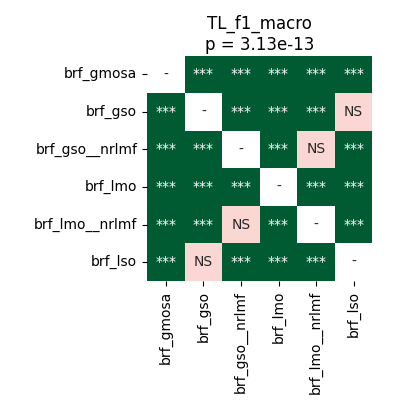 TL_f1_macro
p = 3.13e-13
brf_gmosa - *** *** *** *** ***
brf_gso *** - *** *** *** NS
brf_gso__nrlmf *** *** - *** NS ***
brf_lmo *** *** *** - *** ***
brf_lmo__nrlmf *** *** NS *** - ***
brf_lso *** NS *** *** *** -
brf_gmosa
brf_gso
brf_gso__nrlmf
brf_lmo
brf_lmo__nrlmf
brf_lso